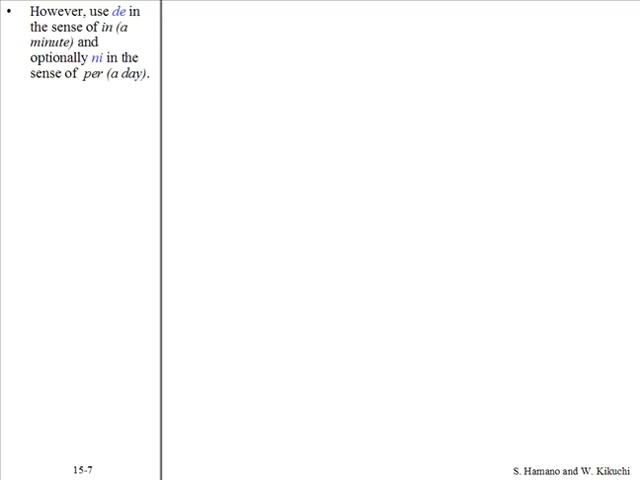 • However, use de in
the sense of in (a
minute) and
optionally ni in the
sense of per (a day).
15-7
S. Hamano and W. Kikuchi